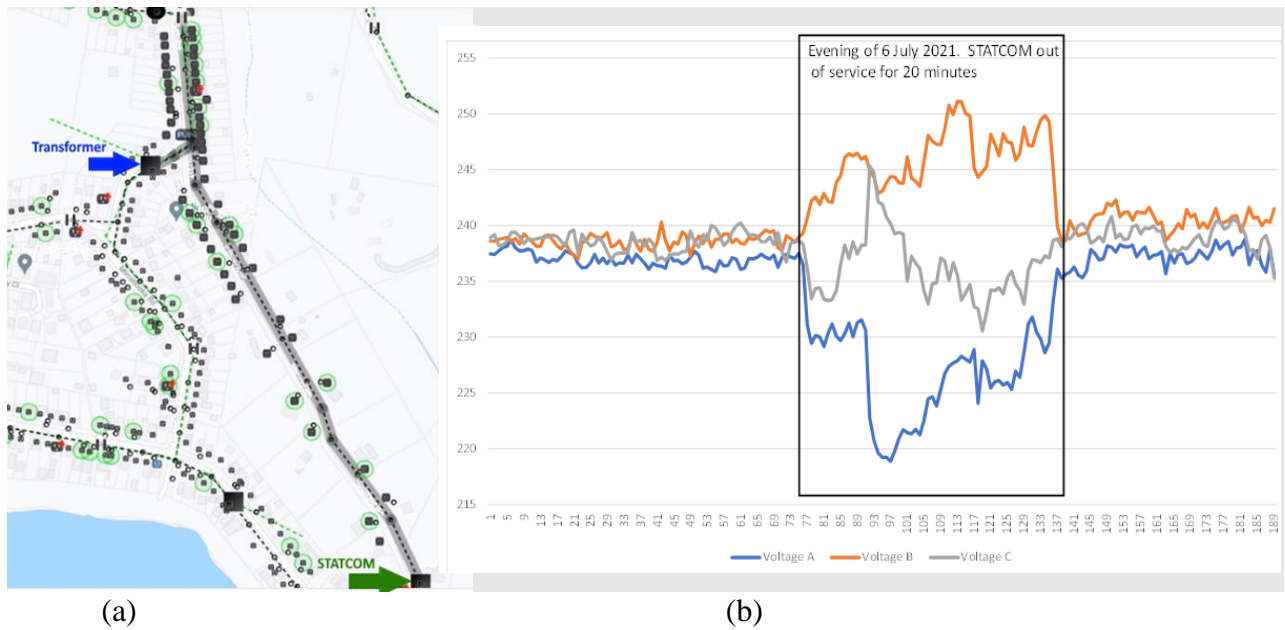 Transformer
STATCOM
Evening of 6 July 2021. STATCOM out
of service for 20 minutes
255
250
245
240
235
230
225
220
215
1 5 9 13 17 21 25 29 33 37 41 45 49 53 57 61 65 69 73 77 81 85 89 93 97 101 105 109 113 117 121 125 129 133 137 141 145 149 153 157 161 165 169 173 177 181 185 189
Voltage A Voltage B Voltage C
(a) (b)